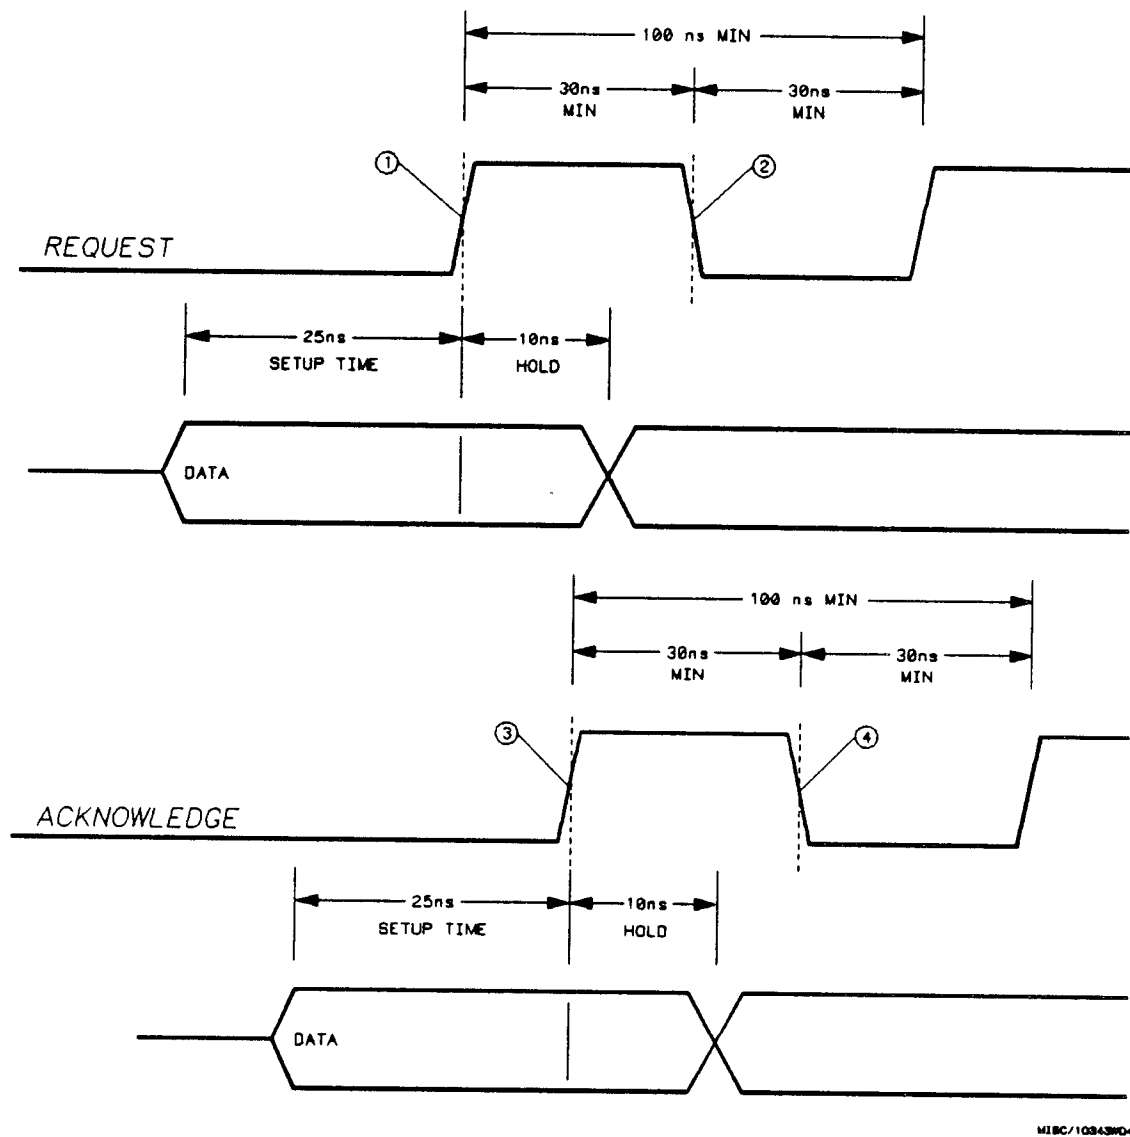 100 ns MIN
30ns 30ns
MIN MIN
1 2
REQUEST
25ns 10ns
SETUP TIME HOLD
DATA
100 ns MIN
30ns 30ns
MIN MIN
3 4
ACKNOWLEDGE
25ns 10ns
SETUP TIME HOLD
DATA